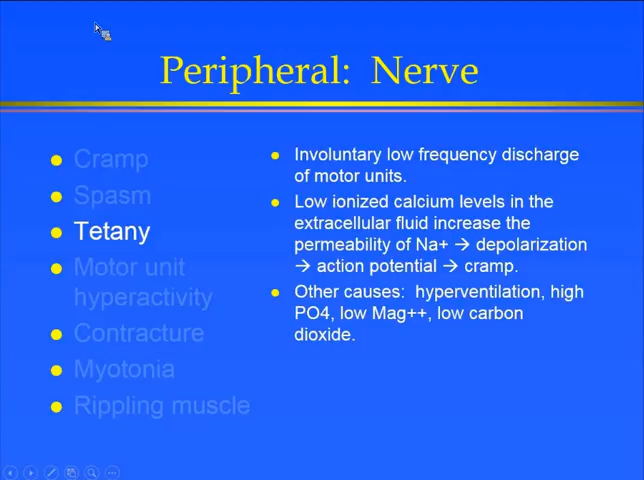 Peripheral: Nerve
Cramp
Spasm
Tetany
Motor unit
hyperactivity
Contracture
Myotonia
Rippling muscle
Involuntary low frequency discharge
of motor units.
Low ionized calcium levels in the
extracellular fluid increase the
permeability of Na+ → depolarization
→ action potential → cramp.
Other causes: hyperventilation, high
PO4, low Mag++, low carbon
dioxide.